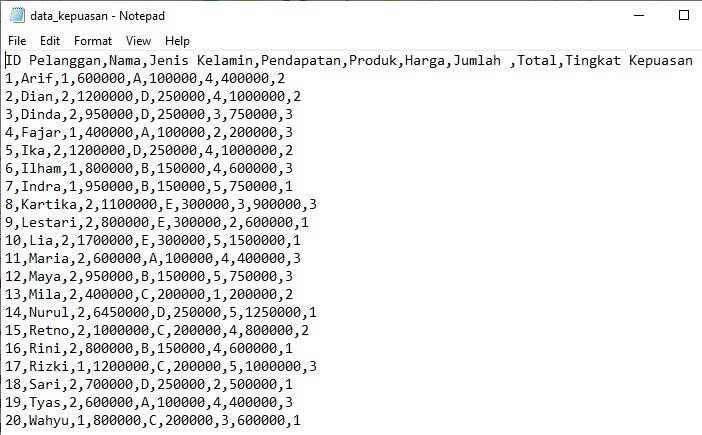 data_kepuasan - Notepad
File Edit Format View Help
ID Pelanggan,Nama,Jenis Kelamin,Pendapatan,Produk,Harga,Jumlah ,Total,Tingkat Kepuasan
1,Arif,1,600000,A,100000,4,400000,2
2,Dian,2,1200000,D,250000,4,1000000,2
3,Dinda,2,950000,D,250000,3,750000,3
4,Fajar,1,400000,A,100000,2,200000,3
5,Ika,2,1200000,D,250000,4,1000000,2
6,Ilham,1,800000,B,150000,4,600000,3
7,Indra,1,950000,B,150000,5,750000,1
8,Kartika,2,1100000,E,300000,3,900000,3
9,Lestari,2,800000,E,300000,2,600000,1
10,Lia,2,1700000,E,300000,5,1500000,1
11,Maria,2,600000,A,100000,4,400000,3
12,Maya,2,950000,B,150000,5,750000,3
13,Mila,2,400000,C,200000,1,200000,2
14,Nurul,2,6450000,D,250000,5,1250000,1
15,Retno,2,1000000,C,200000,4,800000,2
16,Rini,2,800000,B,150000,4,600000,1
17,Rizki,1,1200000,C,200000,5,1000000,3
18,Sari,2,700000,D,250000,2,500000,1
19,Tyas,2,600000,A,100000,4,400000,3
20,Wahyu,1,800000,C,200000,3,600000,1